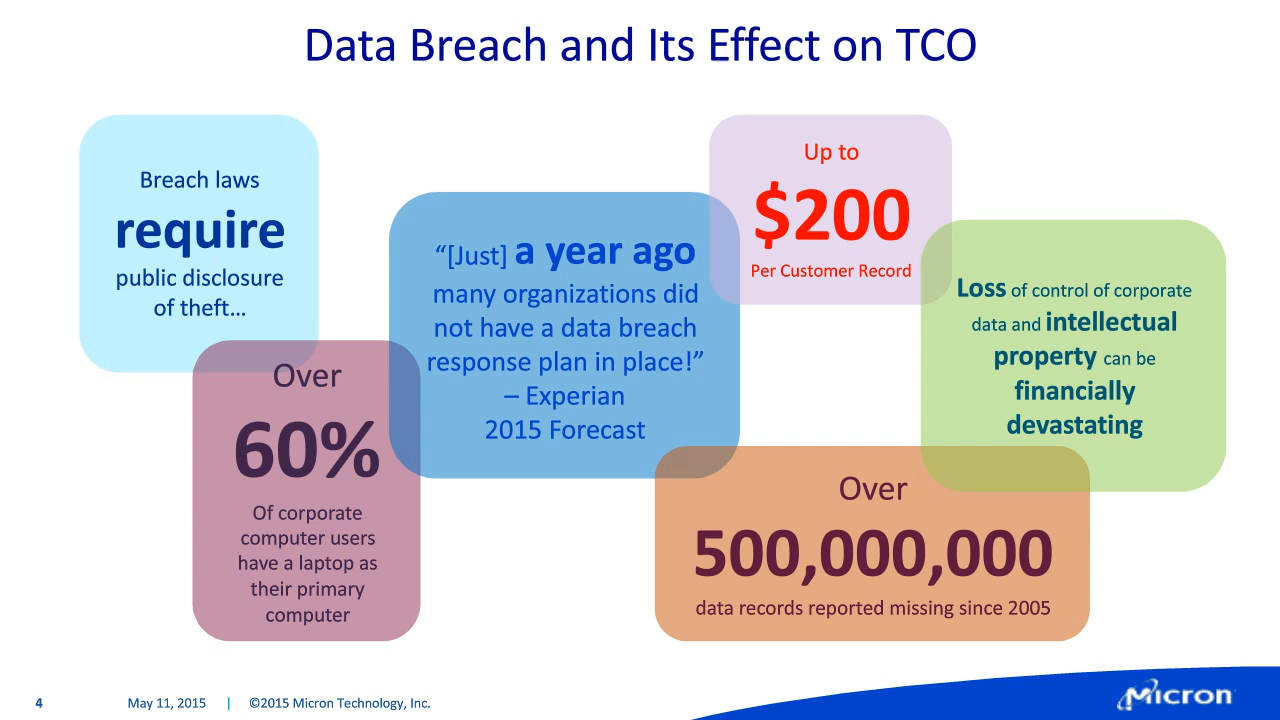 Data Breach and Its Effect on TCO
Breach laws
require
public disclosure
of theft…
Over
60%
Of corporate
computer users
have a laptop as
their primary
computer
“[Just] a year ago
many organizations did
not have a data breach
response plan in place!”
– Experian
2015 Forecast
Up to
$200
Per Customer Record
Loss of control of corporate
data and intellectual
property can be
financially
devastating
Over
500,000,000
data records reported missing since 2005
4
May 11, 2015 | ©2015 Micron Technology, Inc.
Micron